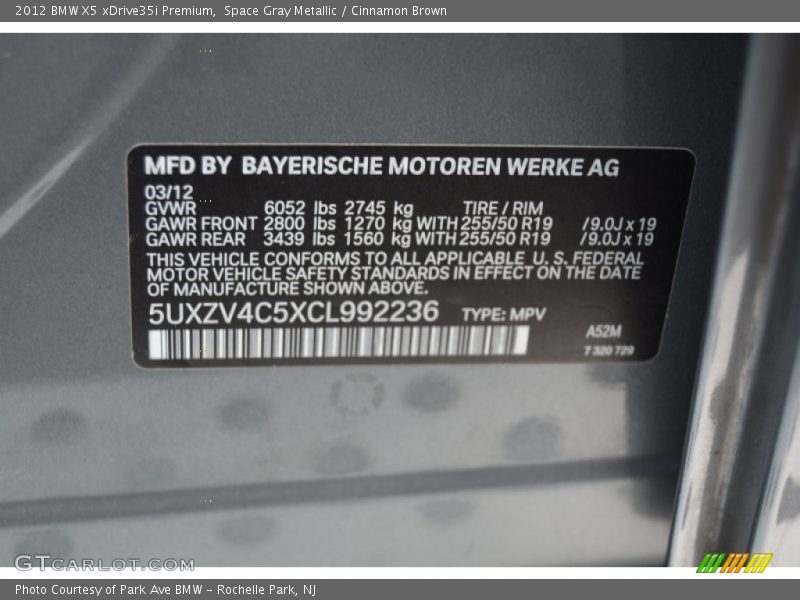 2012 BMW X5 xDrive35i Premium,  Space Gray Metallic / Cinnamon Brown
MFD BY BAYERISCHE MOTOREN WERKE AG
03/12
GVWR 6052 lbs 2745 kg TIRE / RIM
GAWR FRONT 2800 lbs 1270 kg WITH 255/50 R19 /9.0J x 19
GAWR REAR 3439 lbs 1560 kg WITH 255/50 R19 /9.0J x 19
THIS VEHICLE CONFORMS TO ALL APPLICABLE U.S. FEDERAL
MOTOR VEHICLE SAFETY STANDARDS IN EFFECT ON THE DATE
OF MANUFACTURE SHOWN ABOVE.
5UXZV4C5XCL992236 TYPE: MPV
A52M
7 320 729
GTCARLOT.COM
Photo Courtesy of Park Ave BMW - Rochelle Park, NJ